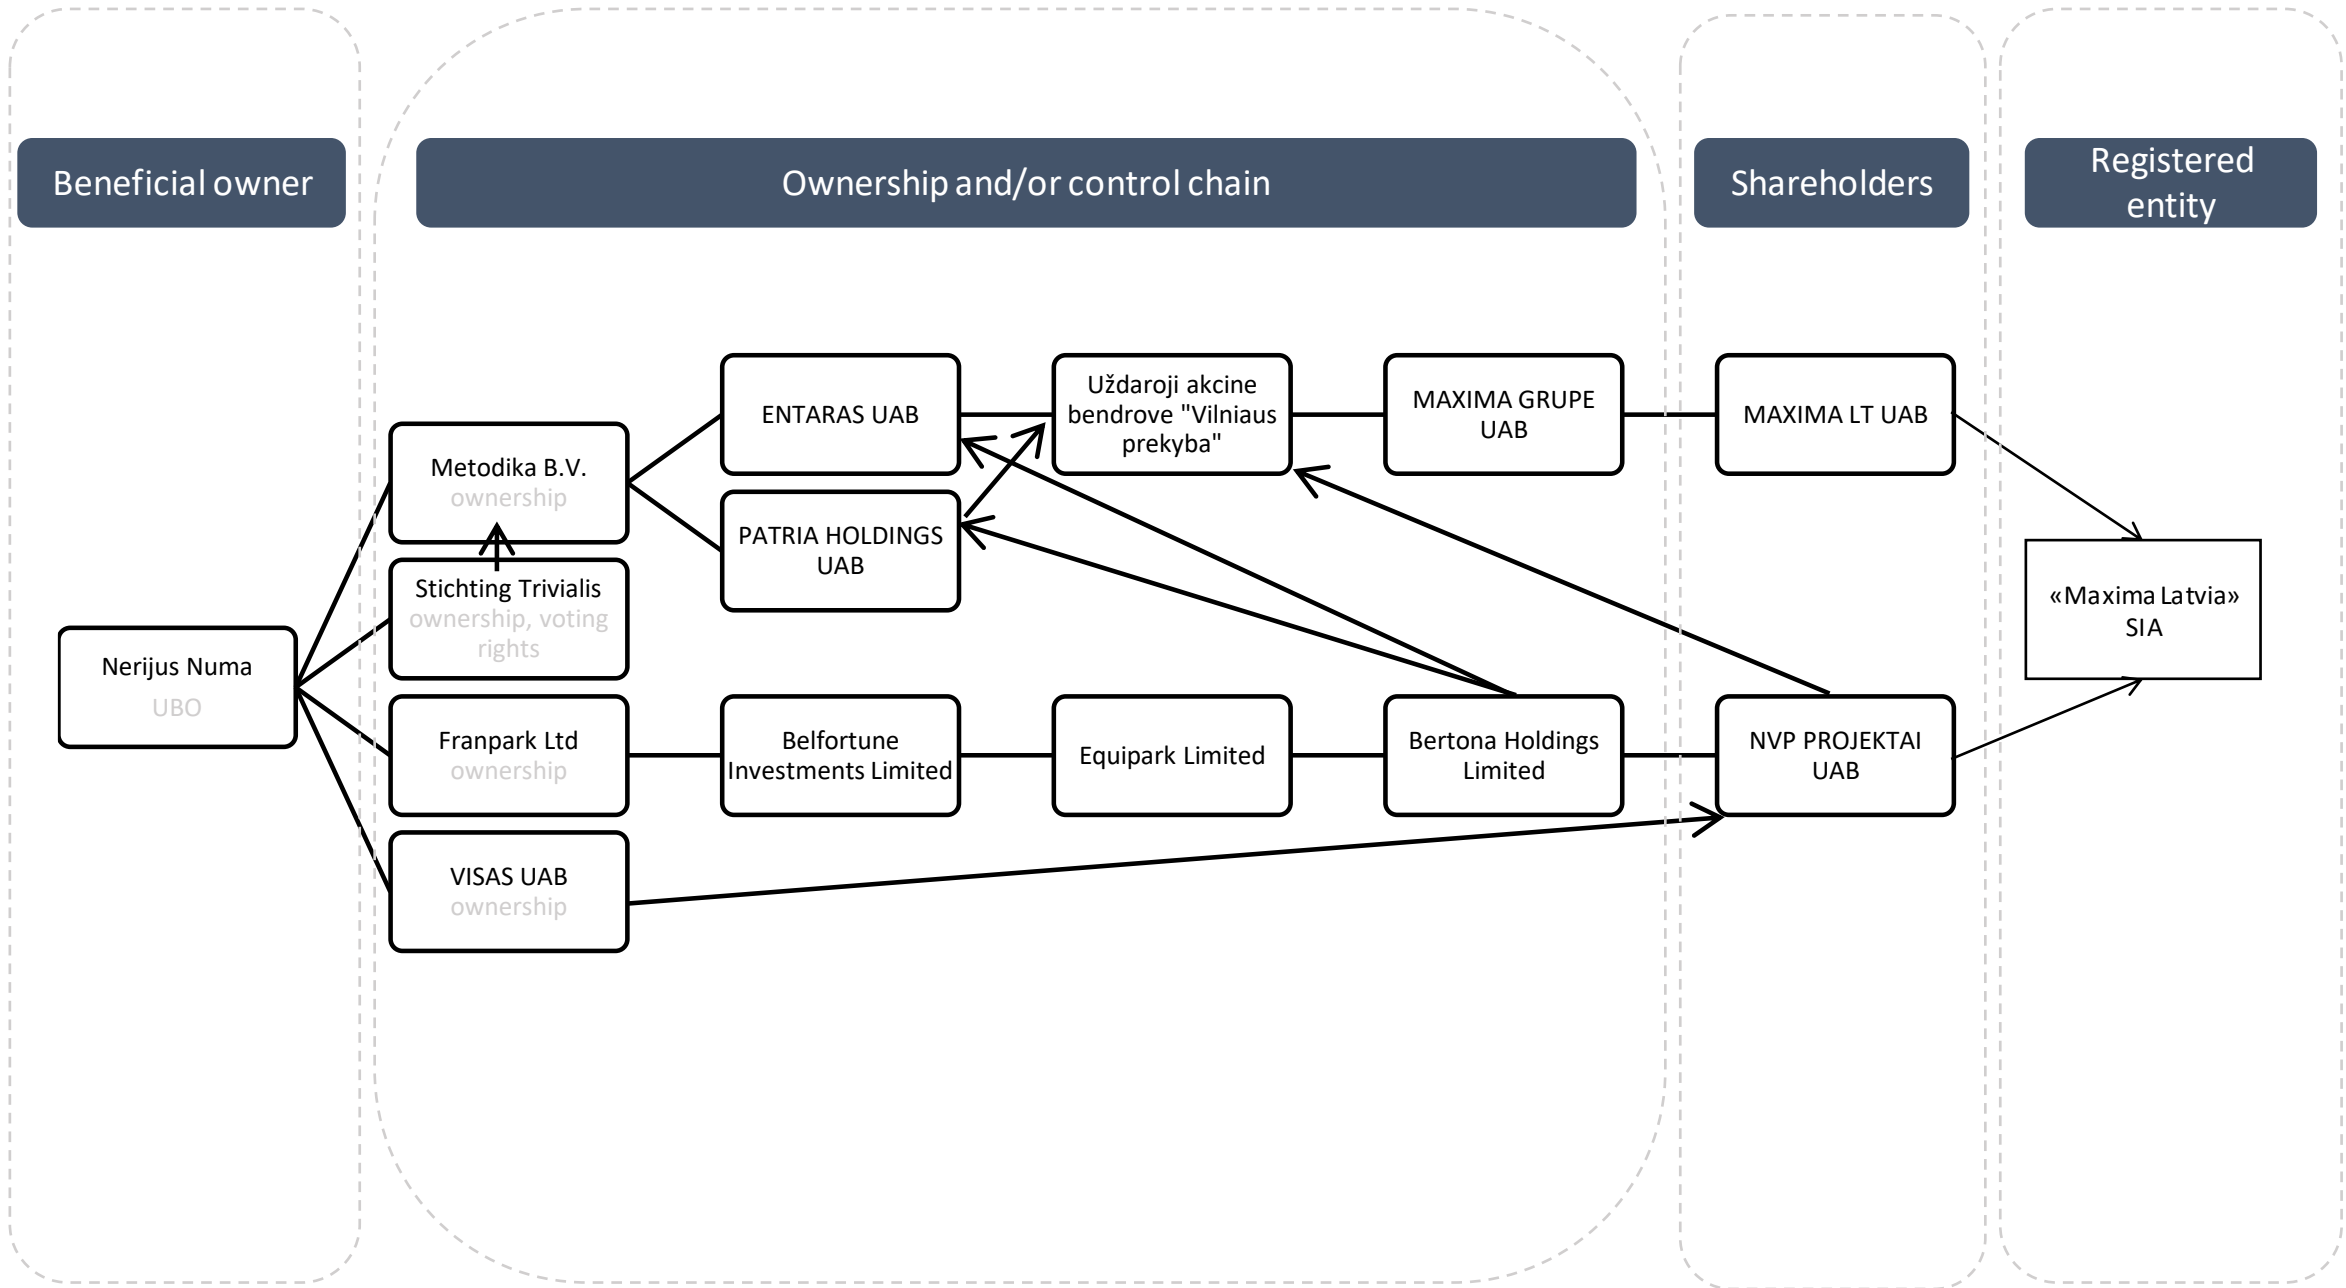 Beneficial owner
Ownership and/or control chain
Shareholders
Registered
entity
Nerijus Numa
UBO
Metodika B.V.
ownership
Stichting Trivialis
ownership, voting
rights
Franpark Ltd
ownership
VISAS UAB
ownership
ENTARAS UAB
PATRIA HOLDINGS
UAB
Belfortune
Investments Limited
Uždaroji akcine
bendrove "Vilniaus
prekyba"
Equipark Limited
MAXIMA GRUPE
UAB
Bertona Holdings
Limited
MAXIMA LT UAB
NVP PROJEKTAI
UAB
«Maxima Latvia»
SIA